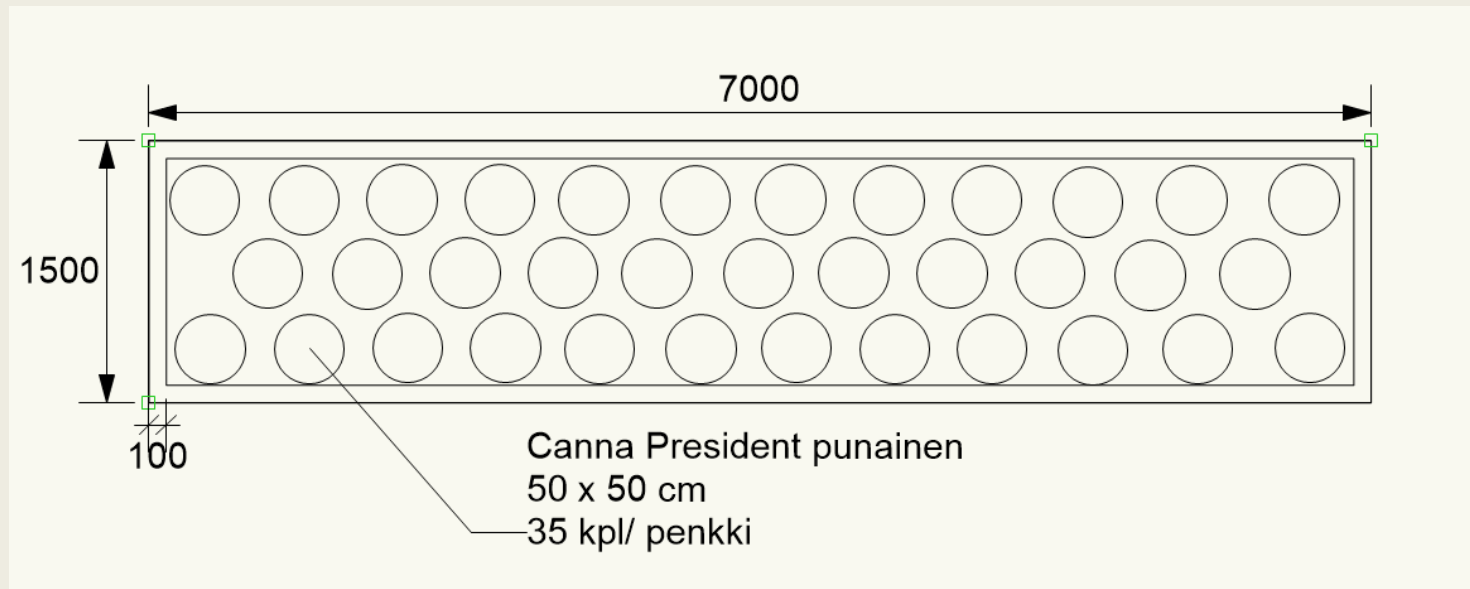 7000
1500
100
Canna President punainen
50 x 50 cm
35 kpl/ penkki